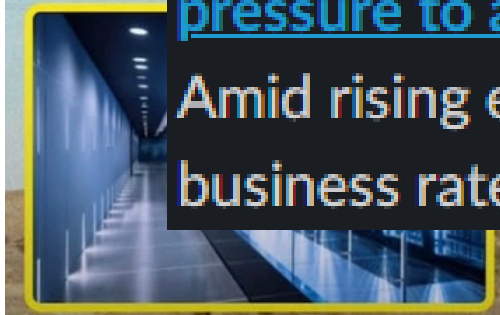 pressure to a
Amid rising e
business rate